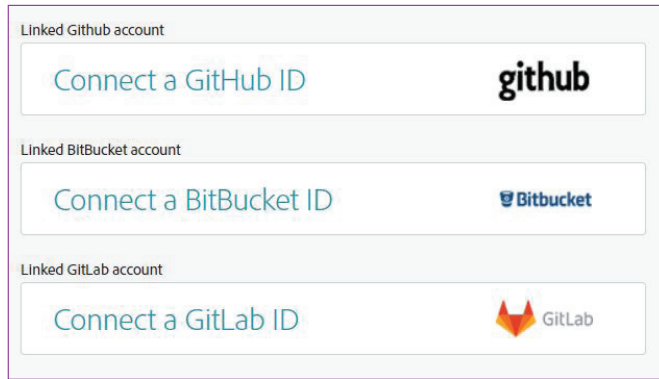 Linked Github account
Connect a GitHub ID github
Linked BitBucket account
Connect a BitBucket ID Bitbucket
Linked GitLab account
Connect a GitLab ID GitLab